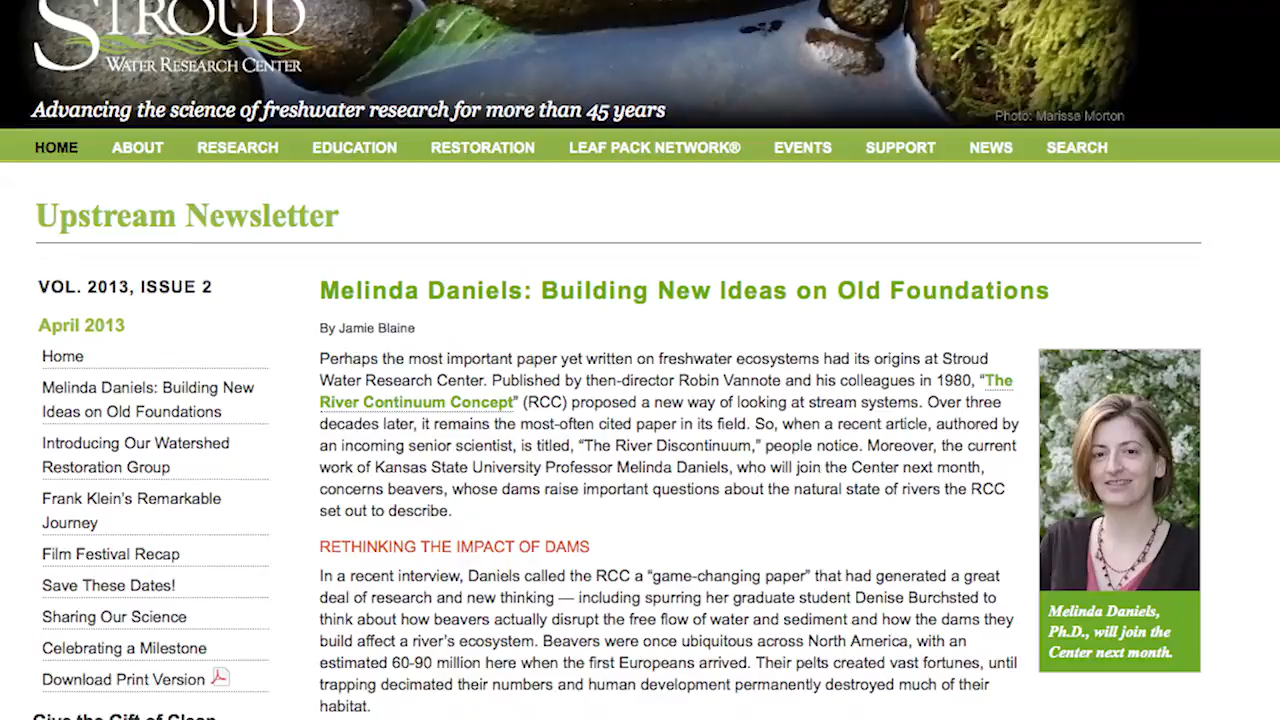 STROUD
WATER RESEARCH CENTER
Advancing the science of freshwater research for more than 45 years
Photo: Marissa Morton
HOME ABOUT RESEARCH EDUCATION RESTORATION LEAF PACK NETWORK® EVENTS SUPPORT NEWS SEARCH
Upstream Newsletter
VOL. 2013, ISSUE 2
April 2013
Home
Melinda Daniels: Building New
Ideas on Old Foundations
Introducing Our Watershed
Restoration Group
Frank Klein's Remarkable
Journey
Film Festival Recap
Save These Dates!
Sharing Our Science
Celebrating a Milestone
Download Print Version
Give the Gift of Clean
Melinda Daniels: Building New Ideas on Old Foundations
By Jamie Blaine
Perhaps the most important paper yet written on freshwater ecosystems had its origins at Stroud
Water Research Center. Published by then-director Robin Vannote and his colleagues in 1980, “The
River Continuum Concept” (RCC) proposed a new way of looking at stream systems. Over three
decades later, it remains the most-often cited paper in its field. So, when a recent article, authored by
an incoming senior scientist, is titled, “The River Discontinuum,” people notice. Moreover, the current
work of Kansas State University Professor Melinda Daniels, who will join the Center next month,
concerns beavers, whose dams raise important questions about the natural state of rivers the RCC
set out to describe.
RETHINKING THE IMPACT OF DAMS
In a recent interview, Daniels called the RCC a “game-changing paper” that had generated a great
deal of research and new thinking — including spurring her graduate student Denise Burchsted to
think about how beavers actually disrupt the free flow of water and sediment and how the dams they
build affect a river’s ecosystem. Beavers were once ubiquitous across North America, with an
estimated 60-90 million here when the first Europeans arrived. Their pelts created vast fortunes, until
trapping decimated their numbers and human development permanently destroyed much of their
habitat.
Melinda Daniels,
Ph.D., will join the
Center next month.